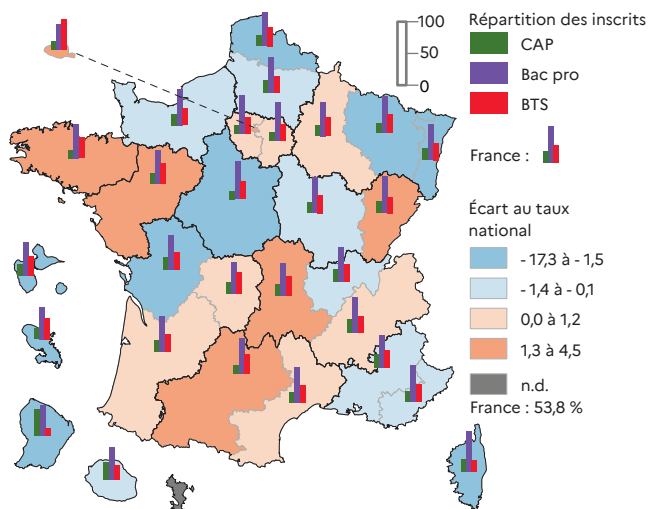 100
50
0
Répartition des inscrits
CAP
Bac pro
BTS
France :
Écart au taux
national
- 17,3 à - 1,5
- 1,4 à - 0,1
0,0 à 1,2
1,3 à 4,5
n.d.
France : 53,8 %